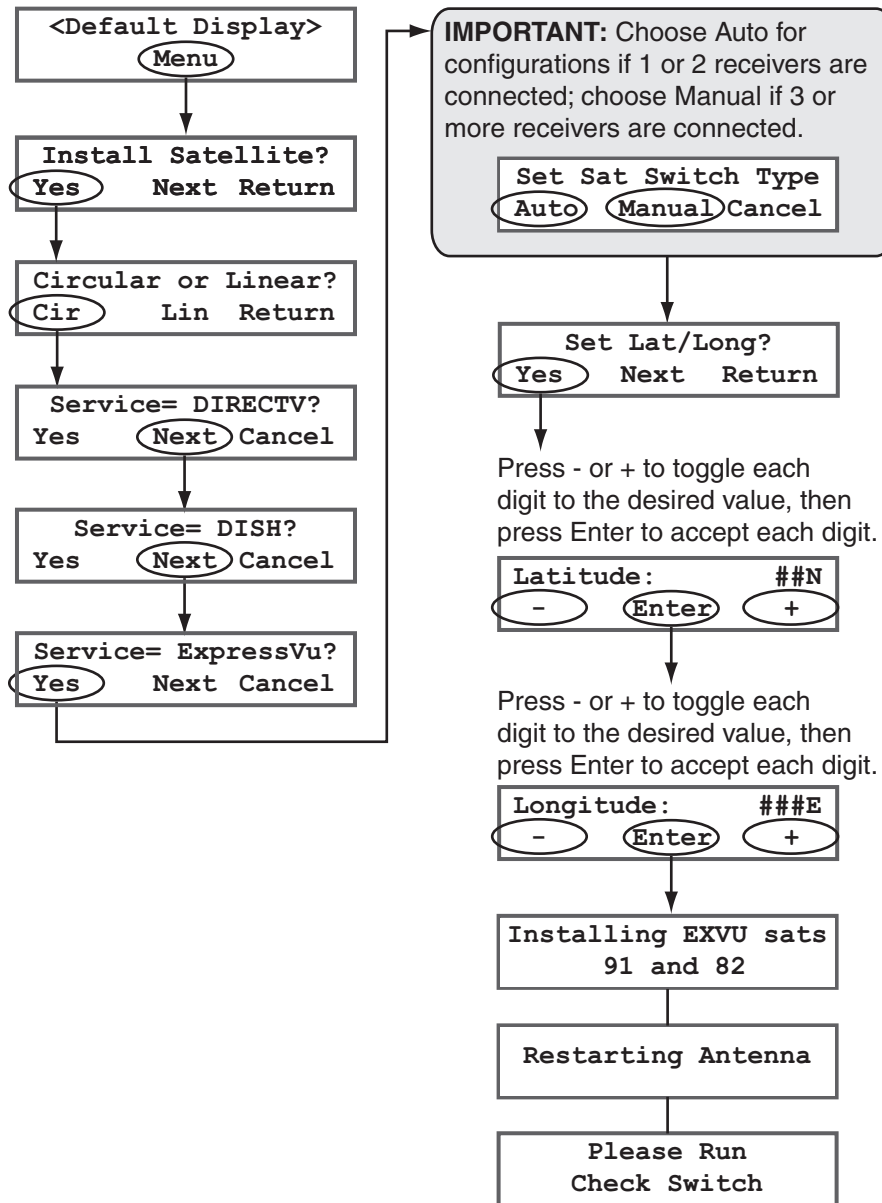 <Default Display>
Menu
Install Satellite?
Yes Next Return
Circular or Linear?
Cir Lin Return
Service= DIRECTV?
Yes Next Cancel
Service= DISH?
Yes Next Cancel
Service= ExpressVu?
Yes Next Cancel
IMPORTANT: Choose Auto for
configurations if 1 or 2 receivers are
connected; choose Manual if 3 or
more receivers are connected.
Set Sat Switch Type
Auto Manual Cancel
Set Lat/Long?
Yes Next Return
Press - or + to toggle each
digit to the desired value, then
press Enter to accept each digit.
Latitude: ##N
- Enter +
Press - or + to toggle each
digit to the desired value, then
press Enter to accept each digit.
Longitude: ###E
- Enter +
Installing EXVU sats
91 and 82
Restarting Antenna
Please Run
Check Switch